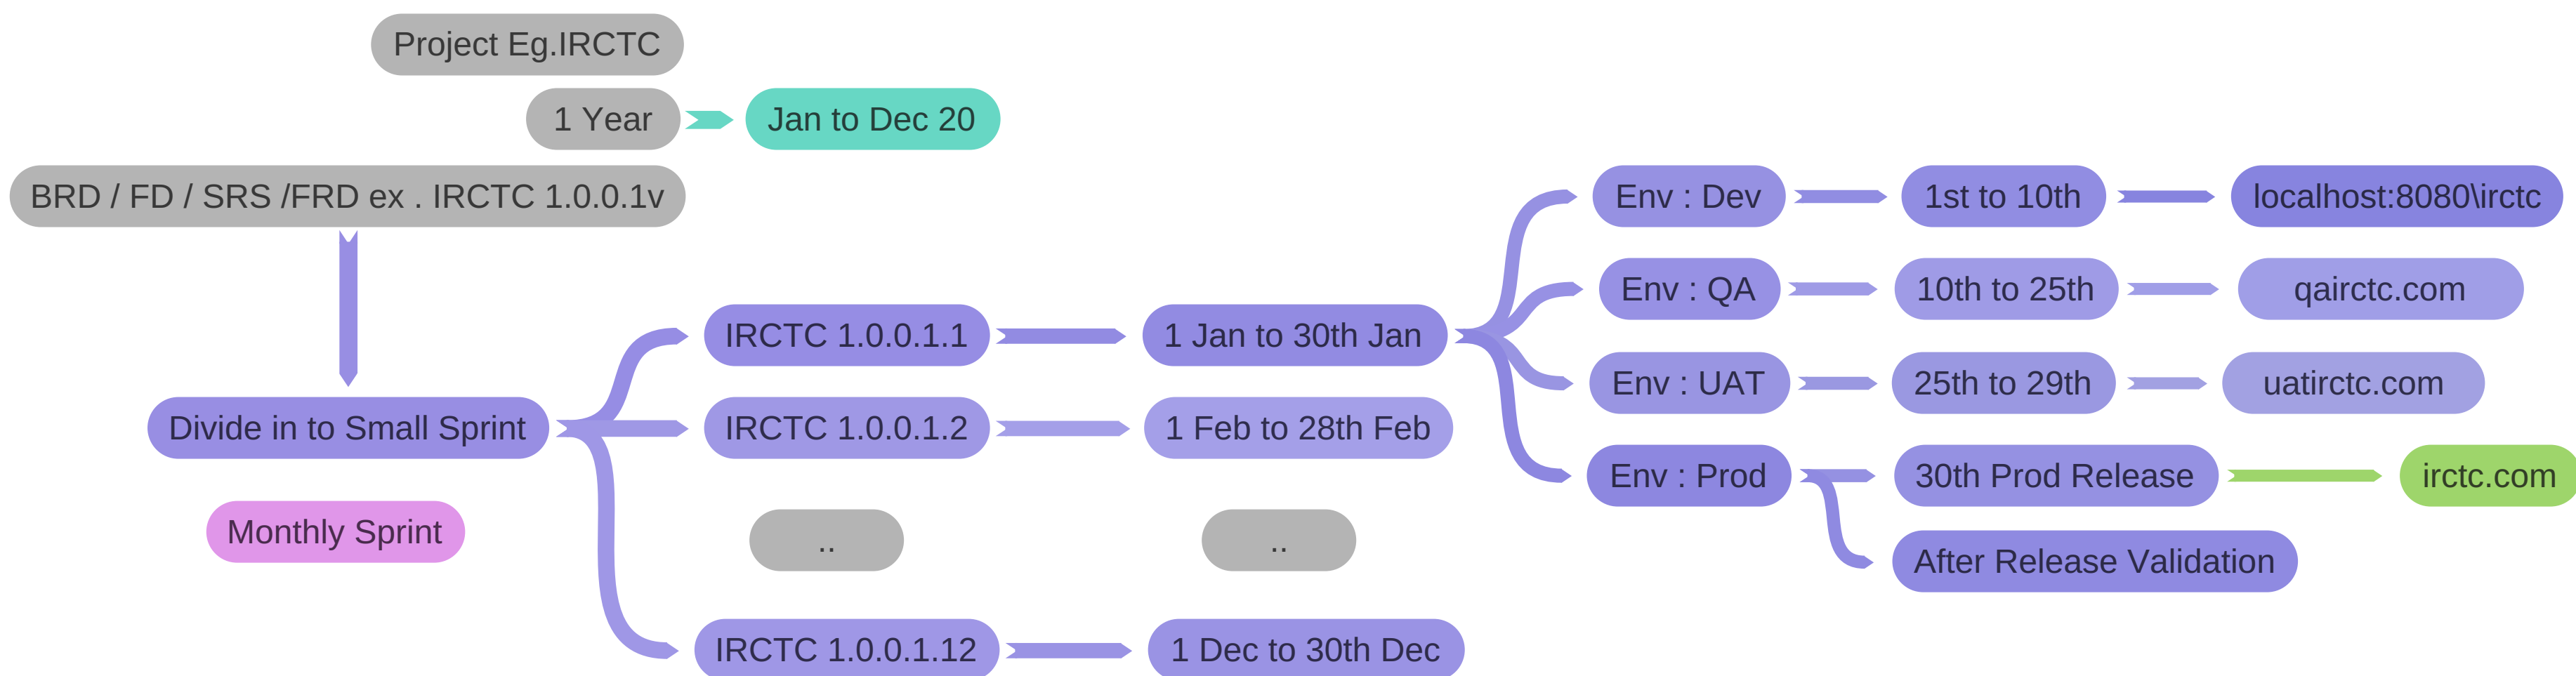 Project Eg.IRCTC
1 Year
Jan to Dec 20
BRD / FD / SRS /FRD ex . IRCTC 1.0.0.1v
Divide in to Small Sprint
Monthly Sprint
IRCTC 1.0.0.1.1
1 Jan to 30th Jan
IRCTC 1.0.0.1.2
1 Feb to 28th Feb
..
..
IRCTC 1.0.0.1.12
1 Dec to 30th Dec
Env : Dev
1st to 10th
localhost:8080\irctc
Env : QA
10th to 25th
qairctc.com
Env : UAT
25th to 29th
uatirctc.com
Env : Prod
30th Prod Release
irctc.com
After Release Validation